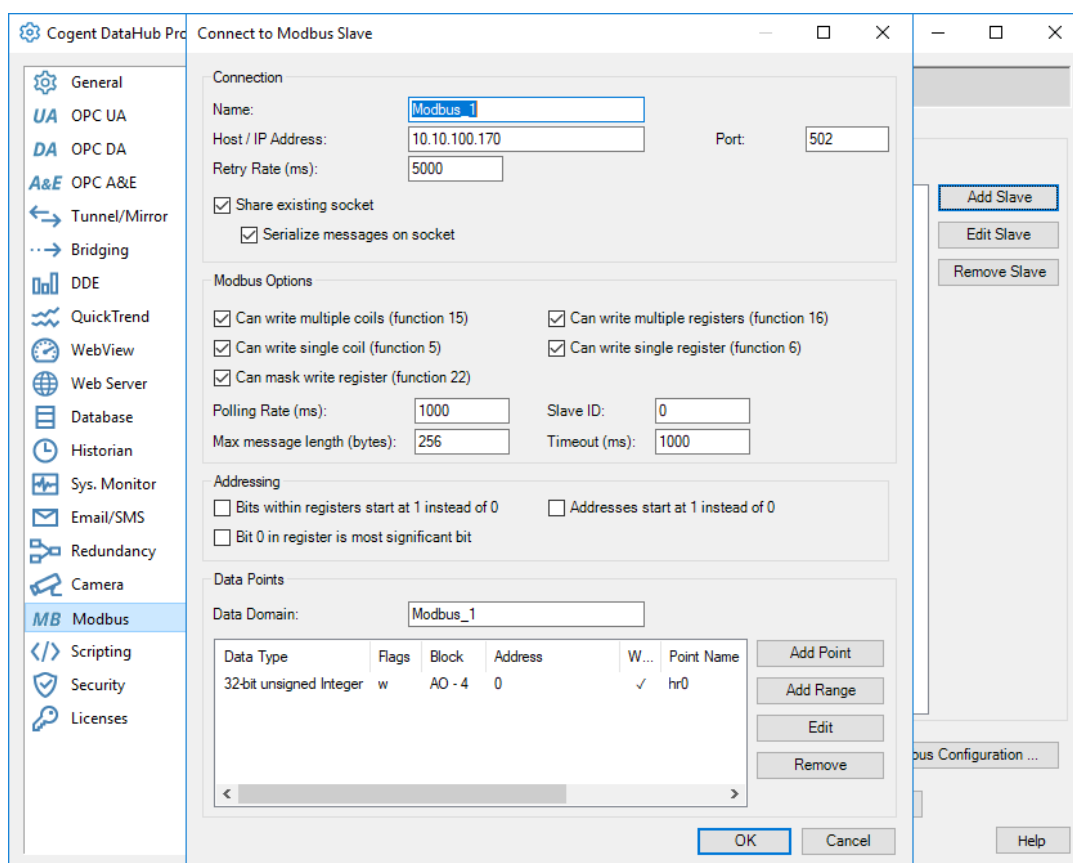 Cogent DataHub Pro
General
OPC UA
DA OPC DA
A&E OPC A&E
Tunnel/Mirror
Bridging
DDE
QuickTrend
WebView
Web Server
Database
Historian
Sys. Monitor
Email/SMS
Redundancy
Camera
MB Modbus
Scripting
Security
Licenses
Connect to Modbus Slave
Connection
Name: Modbus_1
Host / IP Address: 10.10.100.170 Port: 502
Retry Rate (ms): 5000
Share existing socket
Serialize messages on socket
Modbus Options
Can write multiple coils (function 15) Can write multiple registers (function 16)
Can write single coil (function 5) Can write single register (function 6)
Can mask write register (function 22)
Polling Rate (ms): 1000 Slave ID: 0
Max message length (bytes): 256 Timeout (ms): 1000
Addressing
Bits within registers start at 1 instead of 0 Addresses start at 1 instead of 0
Bit 0 in register is most significant bit
Data Points
Data Domain: Modbus_1
Data Type Flags Block Address W... Point Name
32-bit unsigned Integer w AO - 4 0 ✓ hr0
Add Point
Add Range
Edit
Remove
OK Cancel
Add Slave
Edit Slave
Remove Slave
bus Configuration ...
Help